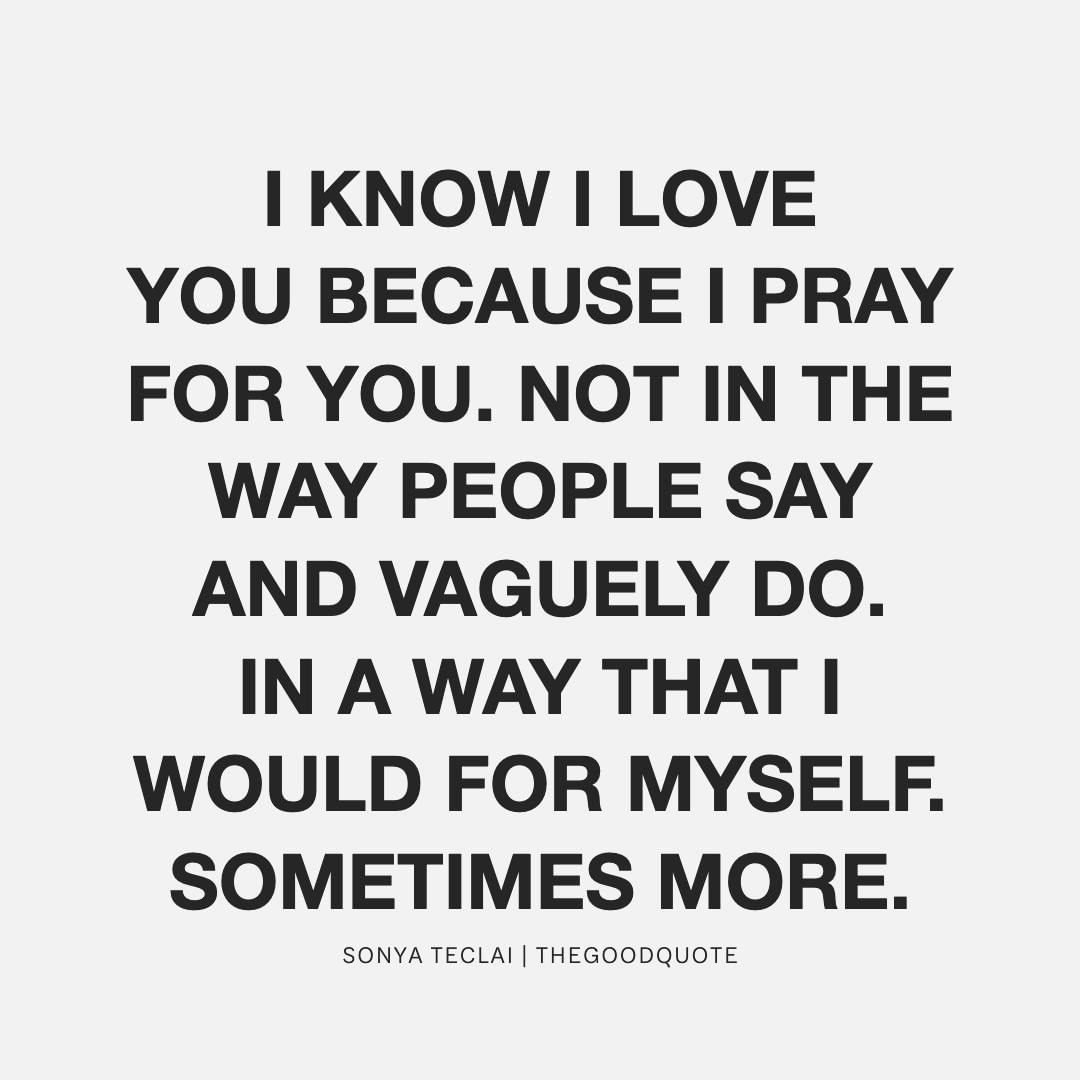 I KNOW I LOVE
YOU BECAUSE I PRAY
FOR YOU. NOT IN THE
WAY PEOPLE SAY
AND VAGUELY DO.
IN A WAY THAT I
WOULD FOR MYSELF.
SOMETIMES MORE.
SONYA TECLAI | THEGOODQUOTE